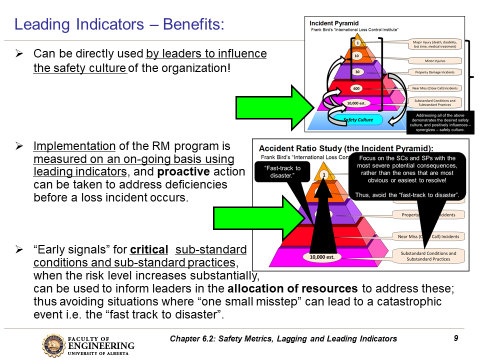 Leading Indicators – Benefits:
Can be directly used by leaders to influence
the safety culture of the organization!
Incident Pyramid
Frank Bird's "International Loss Control Institute"
1
10
30
600
10,000 est.
Safety Culture
Major Injury (death, disability,
lost time, medical treatment)
Minor Injuries
Property Damage Incidents
Near Miss (Close Call) Incidents
Substandard Conditions and
Substandard Practices
Addressing all of the above
demonstrates the desired safety
culture, and positively influences –
synergizes – safety culture.
Implementation of the RM program is
measured on an on-going basis using
leading indicators, and proactive action
can be taken to address deficiencies
before a loss incident occurs.
Accident Ratio Study (the Incident Pyramid):
Frank Bird's "International Loss Con
"Fast-track to
disaster."
1
10,000 est.
Focus on the SCs and SPs with the
most severe potential consequences,
rather than the ones that are most
obvious or easiest to resolve!
Thus, avoid the "fast-track to disaster".
Property
Incidents
Near Miss (C
Call) Incidents
Substandard Conditions and
Substandard Practices
"Early signals" for critical sub-standard
conditions and sub-standard practices,
when the risk level increases substantially,
can be used to inform leaders in the allocation of resources to address these;
thus avoiding situations where "one small misstep" can lead to a catastrophic
event i.e. the "fast track to disaster".
FACULTY OF
ENGINEERING
UNIVERSITY OF ALBERTA
Chapter 6.2: Safety Metrics, Lagging and Leading Indicators
9